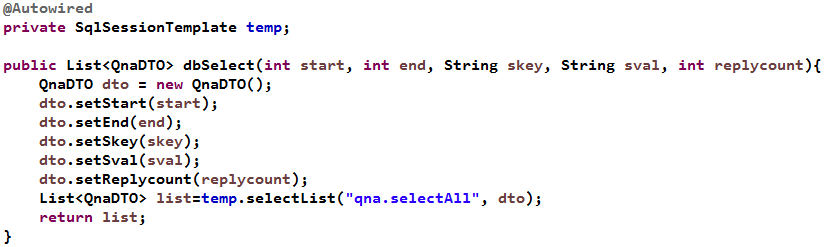 @Autowired
private SqlSessionTemplate temp;
public List<QnaDTO> dbSelect(int start, int end, String skey, String sval, int replycount){
QnaDTO dto = new QnaDTO();
dto.setStart(start);
dto.setEnd(end);
dto.setSkey(skey);
dto.setSval(sval);
dto.setReplycount(replycount);
List<QnaDTO> list=temp.selectList("qna.selectAll", dto);
return list;
}